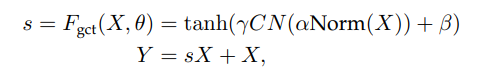 s = F_gct(X, θ) = tanh(γCN(αNorm(X)) + β)
Y = sX + X,